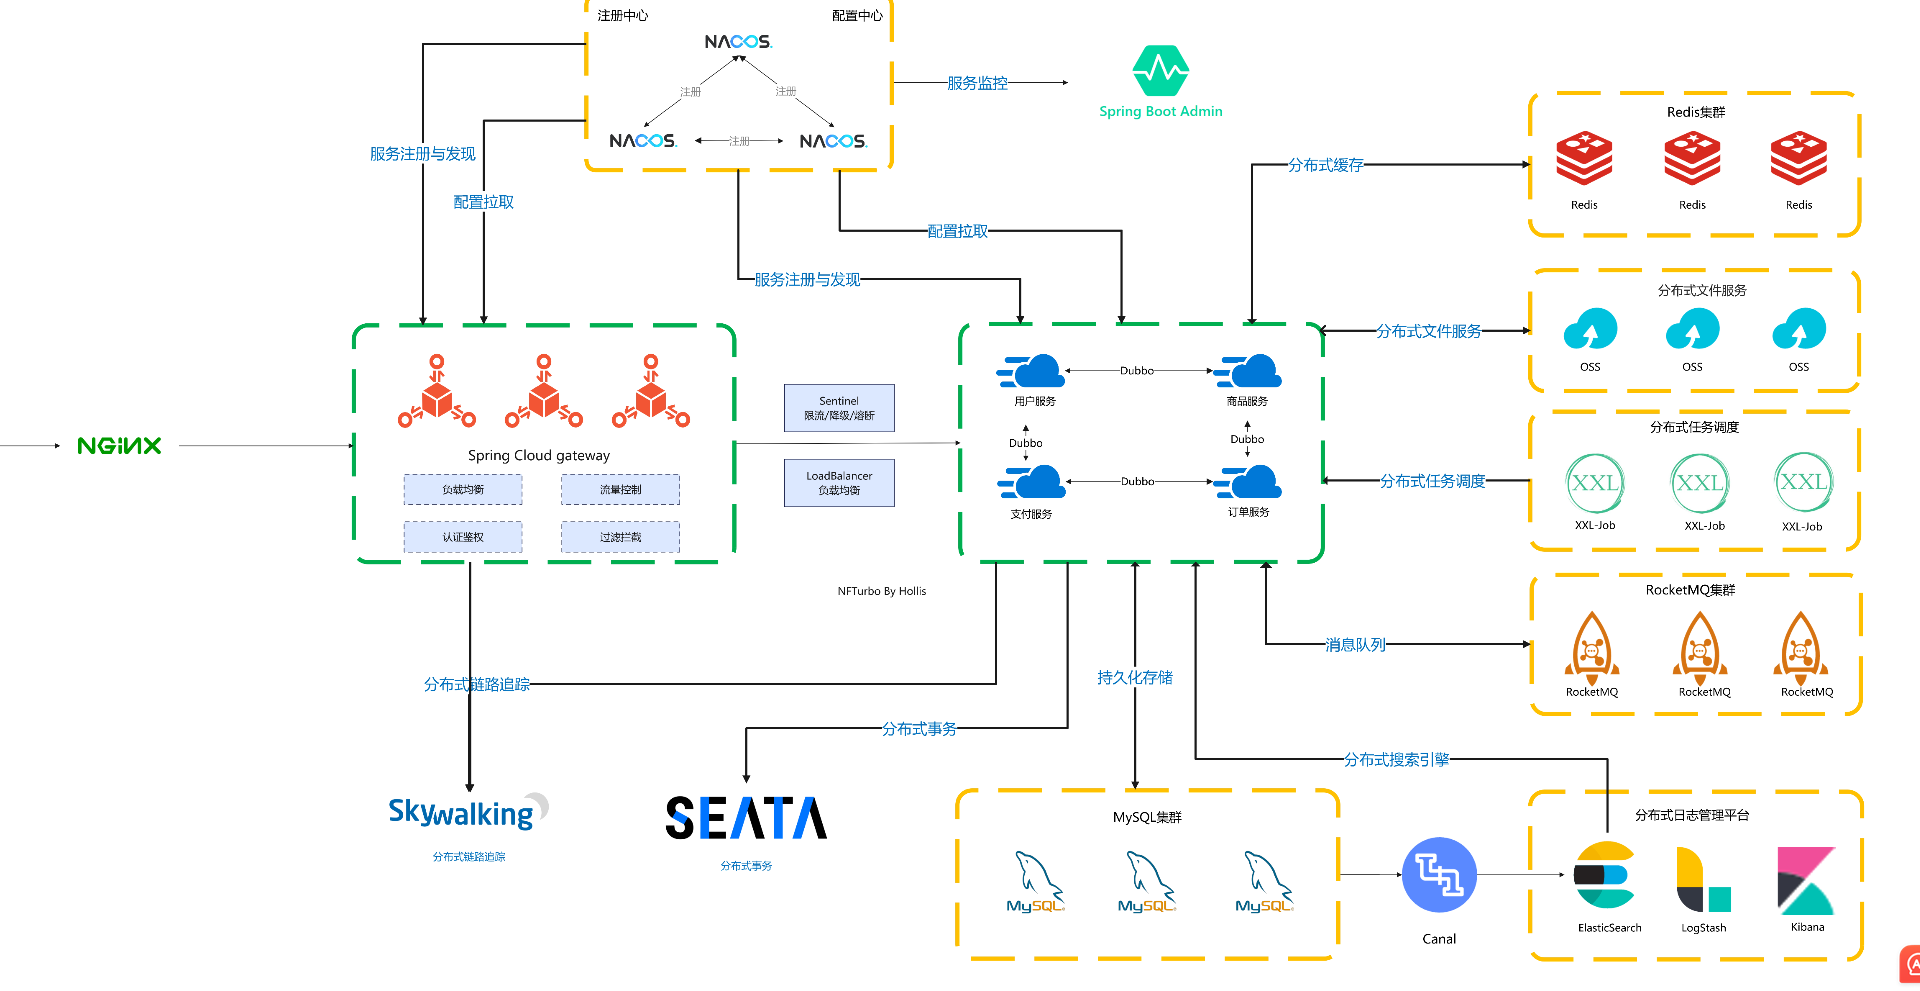 注册中心
配置中心
NACOS.
注册
注册
NACOS.
注册
NACOS.
服务监控
Spring Boot Admin
服务注册与发现
配置拉取
配置拉取
服务注册与发现
分布式缓存
Redis集群
Redis
Redis
Redis
分布式文件服务
分布式文件服务
OSS
OSS
OSS
NGiNX
Spring Cloud gateway
负载均衡
流量控制
认证鉴权
过滤拦截
Sentinel
限流/降级/熔断
LoadBalancer
负载均衡
用户服务
Dubbo
商品服务
Dubbo
Dubbo
支付服务
Dubbo
订单服务
分布式任务调度
分布式任务调度
XXL
XXL
XXL
XXL-Job
XXL-Job
XXL-Job
NFTurbo By Hollis
消息队列
RocketMQ集群
RocketMQ
RocketMQ
RocketMQ
分布式链路追踪
持久化存储
分布式事务
分布式搜索引擎
Skywalking
分布式链路追踪
SEATA
分布式事务
MySQL集群
MySQL
MySQL
MySQL
Canal
分布式日志管理平台
ElasticSearch
LogStash
Kibana